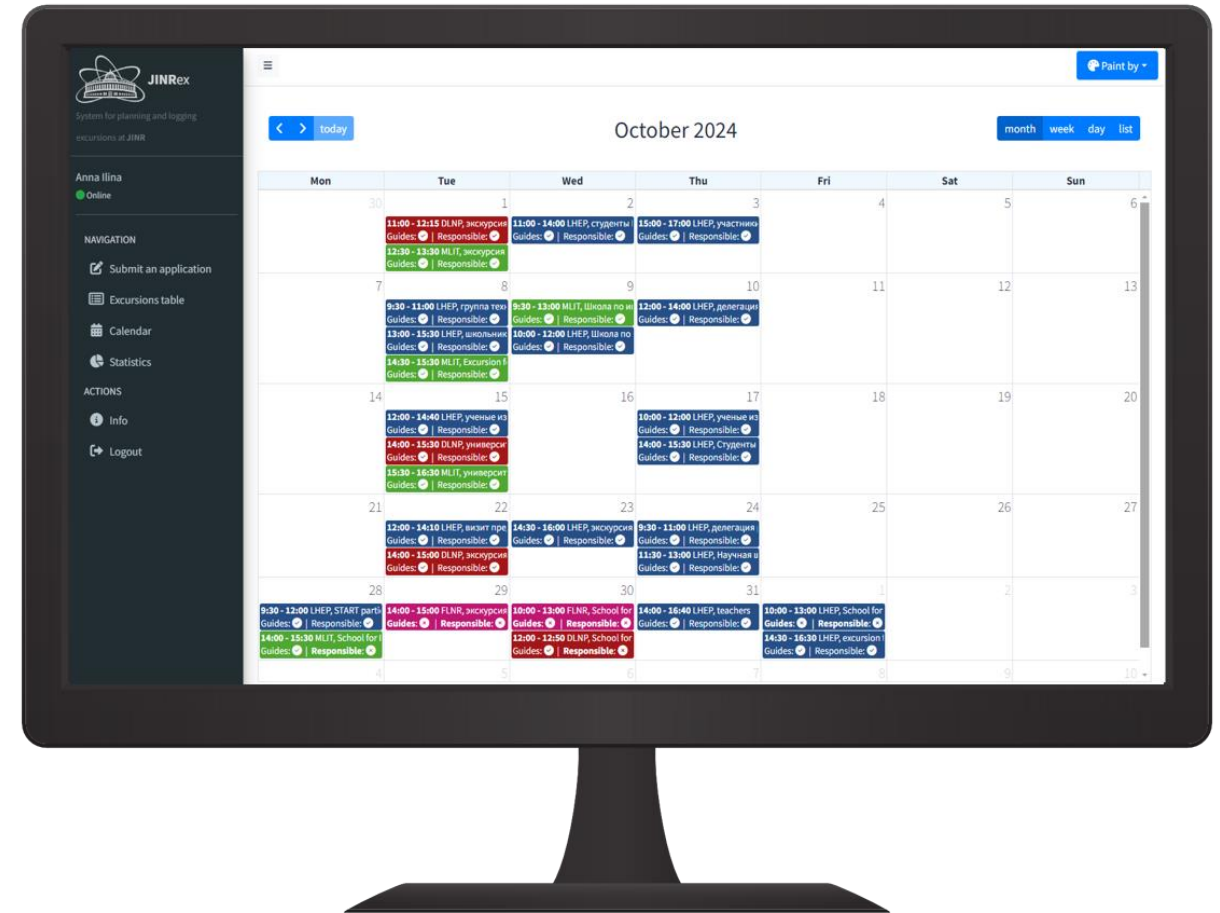 JINRex
System for planning and logging
excursions at JINR
Anna Ilina
Online
NAVIGATION
Submit an application
Excursions table
Calendar
Statistics
ACTIONS
Info
Logout
Paint by
today
October 2024
month week day list
Mon Tue Wed Thu Fri Sat Sun
30 1 2 3 4 5 6
11:00 - 12:15 DLNP, экскурсия
Guides: | Responsible:
12:30 - 13:30 MLIT, экскурсия
Guides: | Responsible:
11:00 - 14:00 LHEP, студенты
Guides: | Responsible:
15:00 - 17:00 LHEP, участники
Guides: | Responsible:
7 8 9 10 11 12 13
9:30 - 11:00 LHEP, группа тех
Guides: | Responsible:
13:00 - 15:30 LHEP, школьник
Guides: | Responsible:
14:30 - 15:30 MLIT, Excursion f
Guides: | Responsible:
9:30 - 13:00 MLIT, Школа по и
Guides: | Responsible:
10:00 - 12:00 LHEP, Школа по
Guides: | Responsible:
12:00 - 14:00 LHEP, делегация
Guides: | Responsible:
14 15 16 17 18 19 20
12:00 - 14:40 LHEP, ученые из
Guides: | Responsible:
14:00 - 15:30 DLNP, универси
Guides: | Responsible:
15:30 - 16:30 MLIT, университ
Guides: | Responsible:
10:00 - 12:00 LHEP, ученые из
Guides: | Responsible:
14:00 - 15:30 LHEP, Студенты
Guides: | Responsible:
21 22 23 24 25 26 27
12:00 - 14:10 LHEP, визит пре
Guides: | Responsible:
14:00 - 15:00 DLNP, экскурсия
Guides: | Responsible:
14:30 - 16:00 LHEP, экскурсия
Guides: | Responsible:
9:30 - 11:00 LHEP, делегация
Guides: | Responsible:
11:30 - 13:00 LHEP, Научная ш
Guides: | Responsible:
28 29 30 31 1 2 3
9:30 - 12:00 LHEP, START parti
Guides: | Responsible:
14:00 - 15:30 MLIT, School for I
Guides: | Responsible:
14:00 - 15:00 FLNR, экскурсия
Guides: | Responsible:
10:00 - 13:00 FLNR, School for
Guides: | Responsible:
12:00 - 12:50 DLNP, School for
Guides: | Responsible:
14:00 - 16:40 LHEP, teachers
Guides: | Responsible:
10:00 - 13:00 LHEP, School for
Guides: | Responsible:
14:30 - 16:30 LHEP, excursion f
Guides: | Responsible:
4 5 6 7 8 9 10